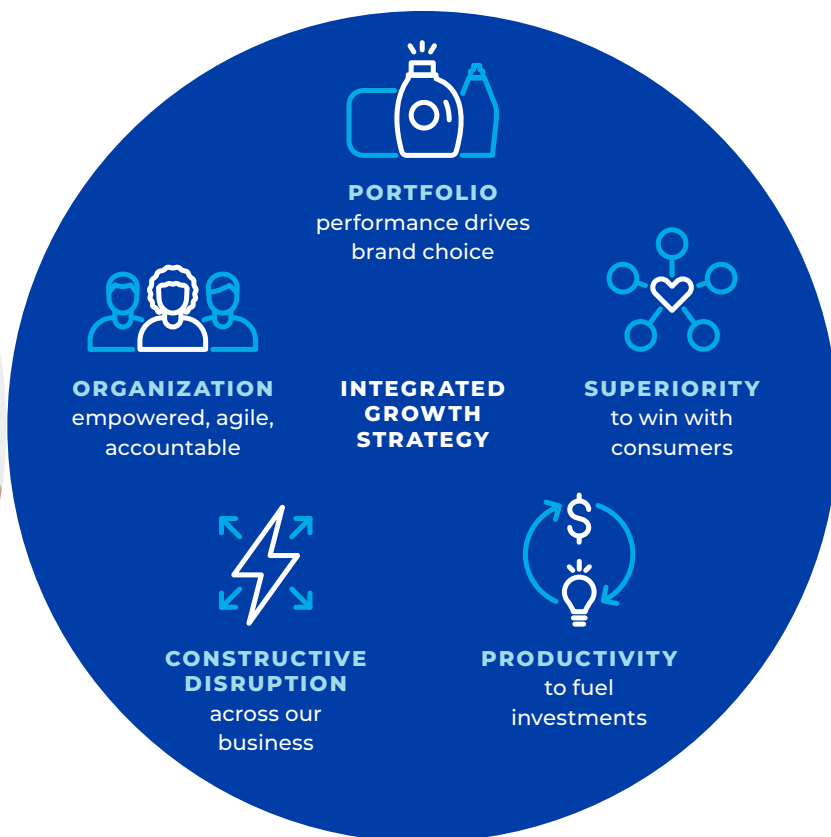 PORTFOLIO
performance drives
brand choice
ORGANIZATION
empowered, agile,
accountable
INTEGRATED
GROWTH
STRATEGY
SUPERIORITY
to win with
consumers
$
CONSTRUCTIVE
DISRUPTION
across our
business
PRODUCTIVITY
to fuel
investments